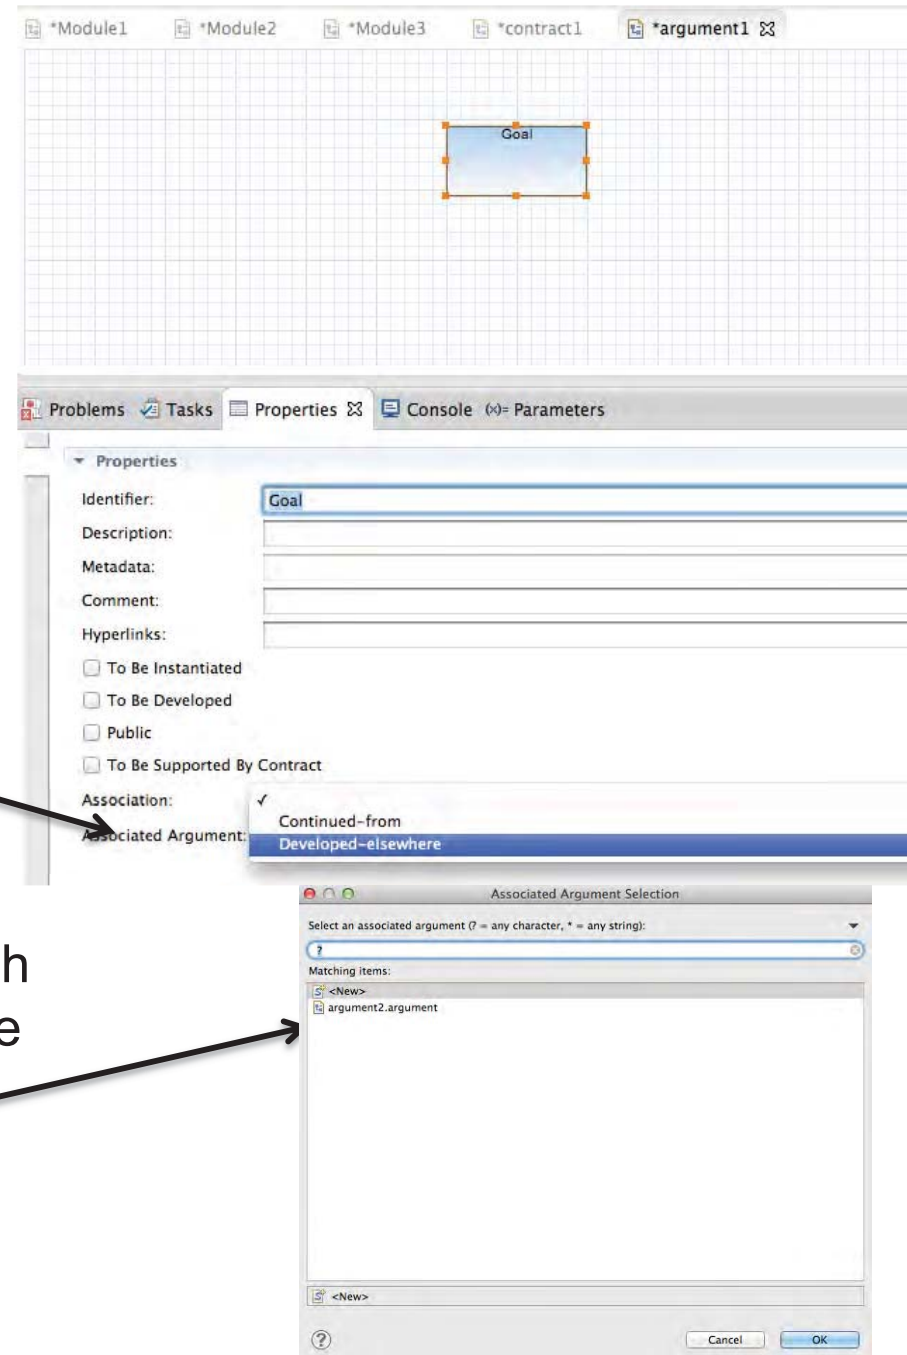 *Module1 *Module2 *Module3 *contract1 *argument1
Goal
Problems Tasks Properties Console (x)= Parameters
Properties
Identifier: Goal
Description:
Metadata:
Comment:
Hyperlinks:
To Be Instantiated
To Be Developed
Public
To Be Supported By Contract
Association: ✓
Continued-from
Associated Argument: Developed-elsewhere
Associated Argument Selection
Select an associated argument (? = any character, * = any string):
?
h
Matching items:
<New>
e
argument2.argument
<New>
? Cancel OK